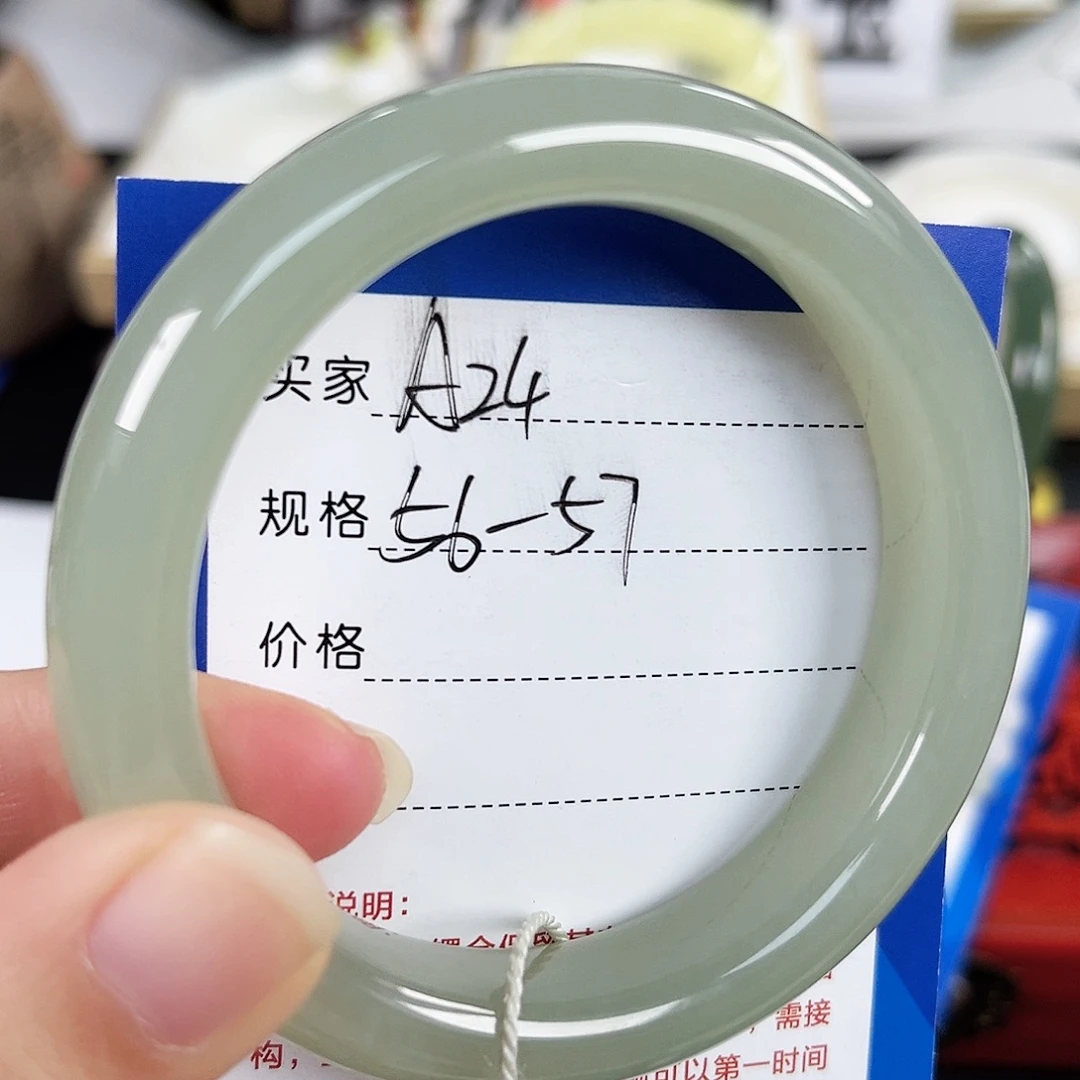 买家 A24
规格 56-57
价格
说明：
需接
构，
可以第一时间